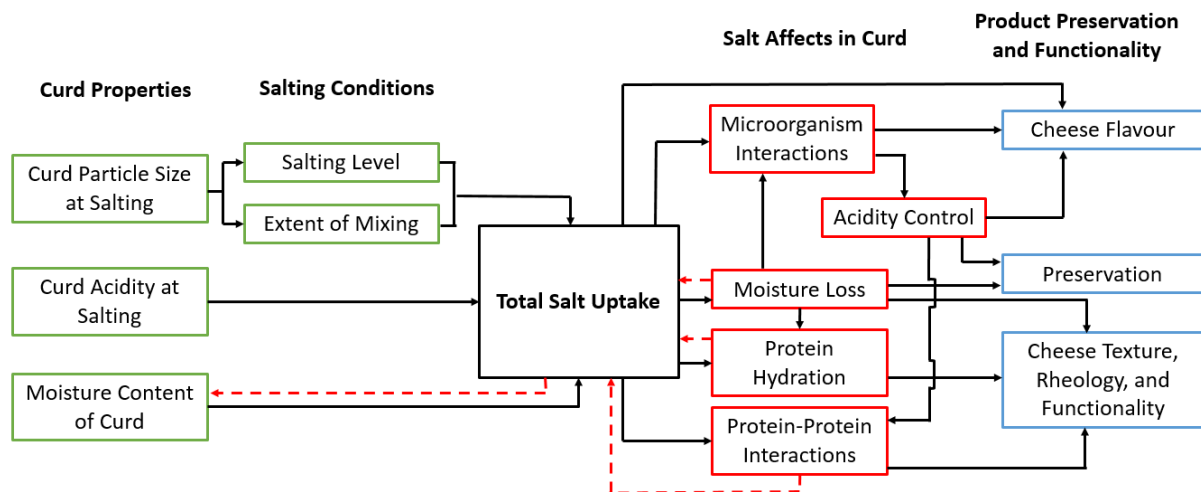 Curd Properties
Salting Conditions
Salt Affects in Curd
Product Preservation
and Functionality
Curd Particle Size
at Salting
Curd Acidity at
Salting
Moisture Content
of Curd
Salting Level
Extent of Mixing
Total Salt Uptake
Microorganism
Interactions
Acidity Control
Moisture Loss
Protein
Hydration
Protein-Protein
Interactions
Cheese Flavour
Preservation
Cheese Texture,
Rheology, and
Functionality